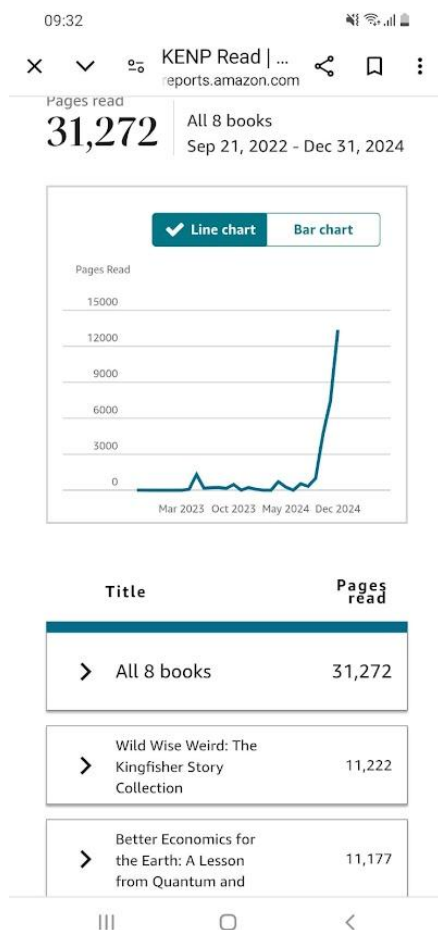 09:32
KENP Read | ...
reports.amazon.com
Pages read
31,272
All 8 books
Sep 21, 2022 - Dec 31, 2024
Line chart
Bar chart
Pages Read
15000
12000
9000
6000
3000
0
Mar 2023 Oct 2023 May 2024 Dec 2024
Title
Pages
read
All 8 books
31,272
Wild Wise Weird: The
Kingfisher Story
Collection
11,222
Better Economics for
the Earth: A Lesson
from Quantum and
11,177